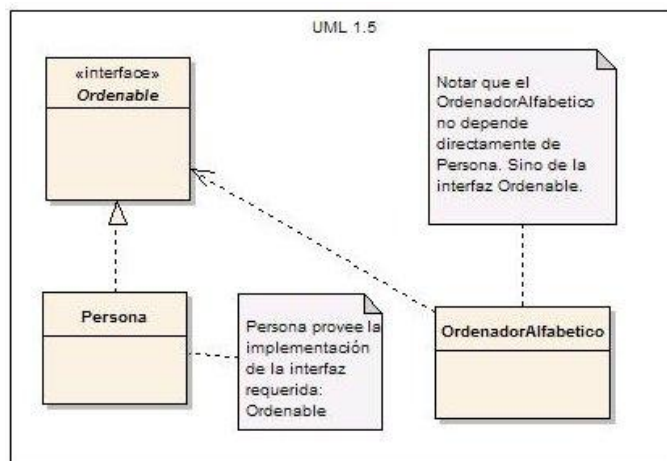 UML 1.5
«interface»
Ordenable
Notar que el
OrdenadorAlfabetico
no depende
directamente de
Persona. Sino de la
interfaz Ordenable.
Persona
Persona provee la
implementación
de la interfaz
requerida:
Ordenable
OrdenadorAlfabetico